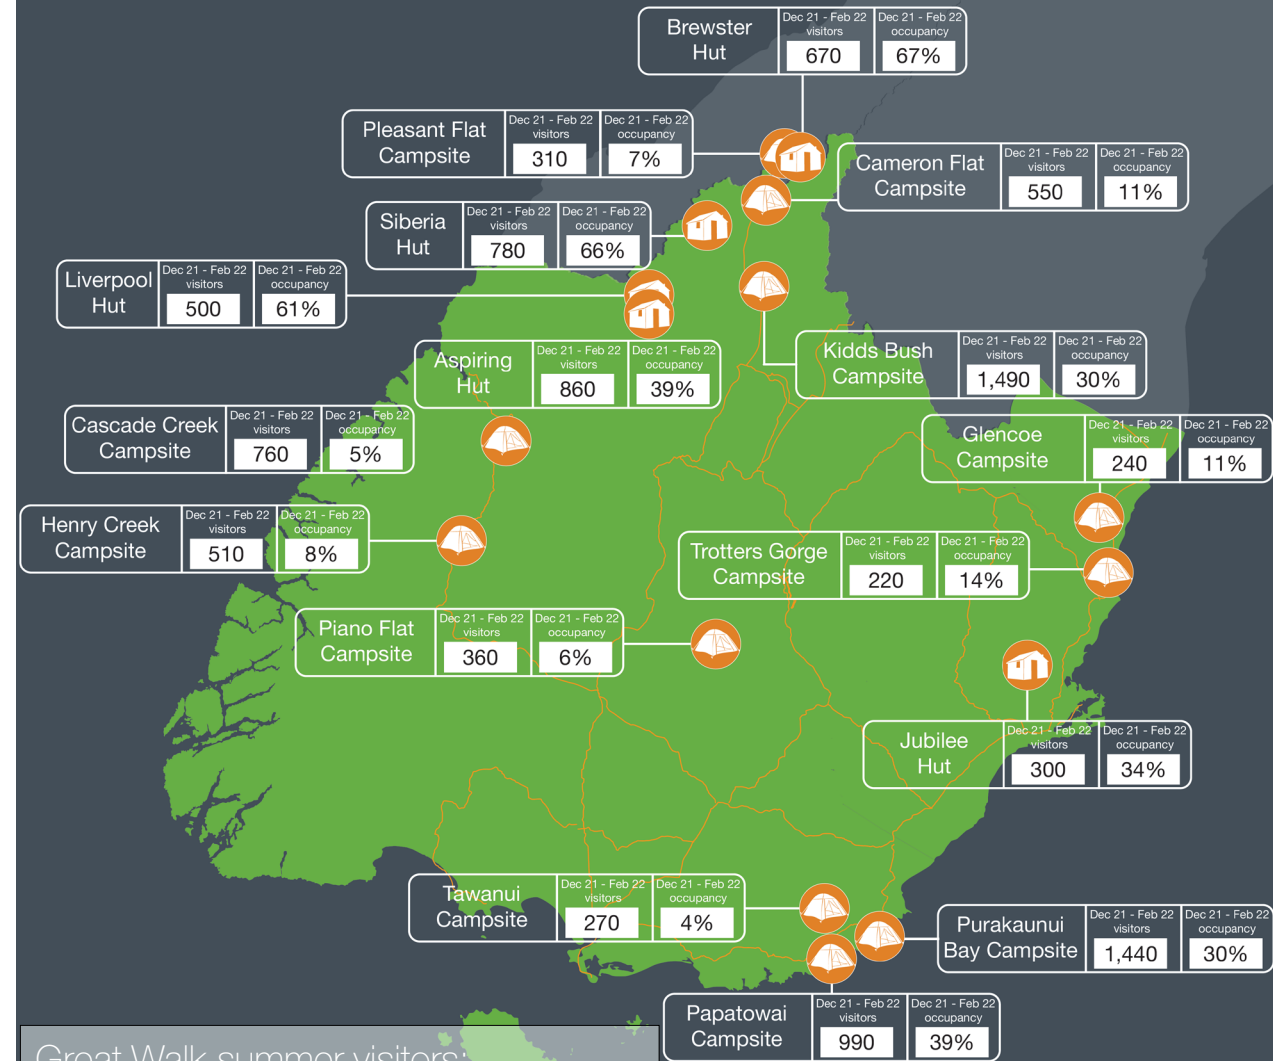 Brewster
Hut
Dec 21 - Feb 22
visitors
670
Dec 21 - Feb 22
occupancy
67%
Pleasant Flat
Campsite
Dec 21 - Feb 22
visitors
310
Dec 21 - Feb 22
occupancy
7%
Cameron Flat
Campsite
Dec 21 - Feb 22
visitors
550
Dec 21 - Feb 22
occupancy
11%
Siberia
Hut
Dec 21 - Feb 22
visitors
780
Dec 21 - Feb 22
occupancy
66%
Liverpool
Hut
Dec 21 - Feb 22
visitors
500
Dec 21 - Feb 22
occupancy
61%
Aspiring
Hut
Dec 21 - Feb 22
visitors
860
Dec 21 - Feb 22
occupancy
39%
Kidds Bush
Campsite
Dec 21 - Feb 22
visitors
1,490
Dec 21 - Feb 22
occupancy
30%
Cascade Creek
Campsite
Dec 21 - Feb 22
visitors
760
Dec 21 - Feb 22
occupancy
5%
Glencoe
Campsite
Dec 21 - Feb 22
visitors
240
Dec 21 - Feb 22
occupancy
11%
Henry Creek
Campsite
Dec 21 - Feb 22
visitors
510
Dec 21 - Feb 22
occupancy
8%
Trotters Gorge
Campsite
Dec 21 - Feb 22
visitors
220
Dec 21 - Feb 22
occupancy
14%
Piano Flat
Campsite
Dec 21 - Feb 22
visitors
360
Dec 21 - Feb 22
occupancy
6%
Jubilee
Hut
Dec 21 - Feb 22
visitors
300
Dec 21 - Feb 22
occupancy
34%
Tawanui
Campsite
Dec 21 - Feb 22
visitors
270
Dec 21 - Feb 22
occupancy
4%
Purakaunui
Bay Campsite
Dec 21 - Feb 22
visitors
1,440
Dec 21 - Feb 22
occupancy
30%
Papatowai
Campsite
Dec 21 - Feb 22
visitors
990
Dec 21 - Feb 22
occupancy
39%
Great Walk summer visitors: